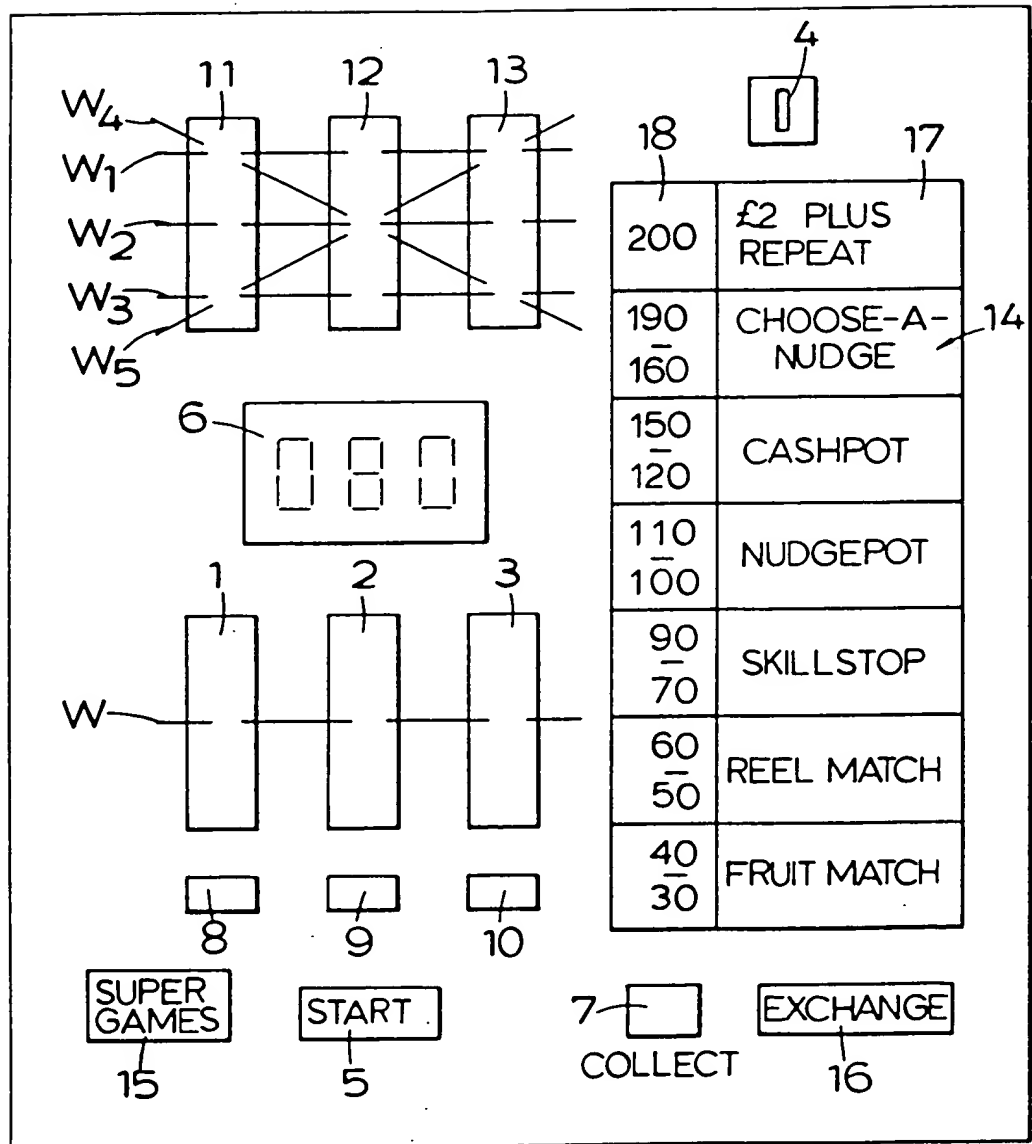 4
11 12 13
18 17
W4
W1
W2
W3
W5
200 £2 PLUS
REPEAT
190
-
160
CHOOSE-A-
NUDGE
14
150
-
120
CASHPOT
6
080
110
-
100
NUDGEPOT
1 2 3
90
-
70
SKILLSTOP
W
60
-
50
REEL MATCH
40
-
30
FRUIT MATCH
8 9 10
SUPER
GAMES
START
7
COLLECT
EXCHANGE
15 5 16